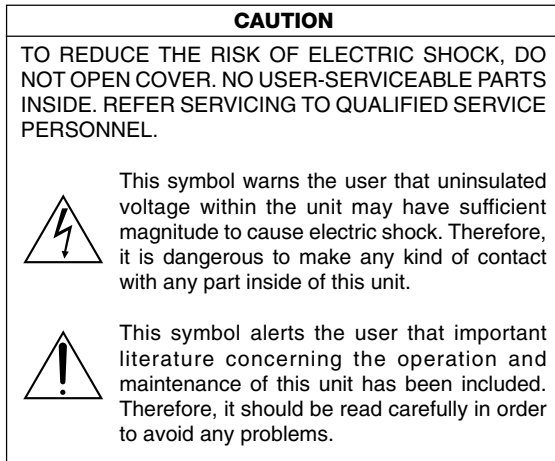 CAUTION
TO REDUCE THE RISK OF ELECTRIC SHOCK, DO
NOT OPEN COVER. NO USER-SERVICEABLE PARTS
INSIDE. REFER SERVICING TO QUALIFIED SERVICE
PERSONNEL.
This symbol warns the user that uninsulated
voltage within the unit may have sufficient
magnitude to cause electric shock. Therefore,
it is dangerous to make any kind of contact
with any part inside of this unit.
This symbol alerts the user that important
literature concerning the operation and
maintenance of this unit has been included.
Therefore, it should be read carefully in order
to avoid any problems.